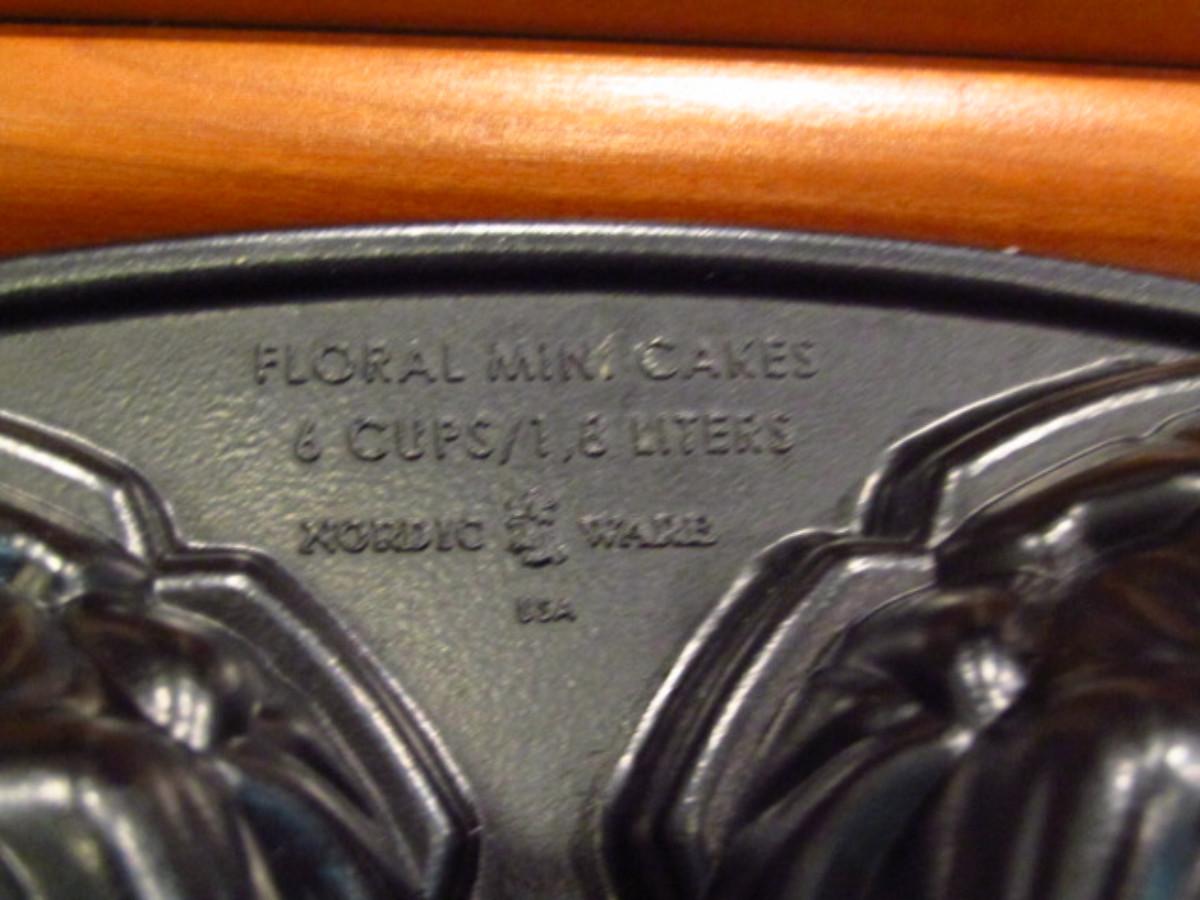 FLORAL MINI CAKES
6 CUPS/1,8 LITERS
NORDIC WARE
USA